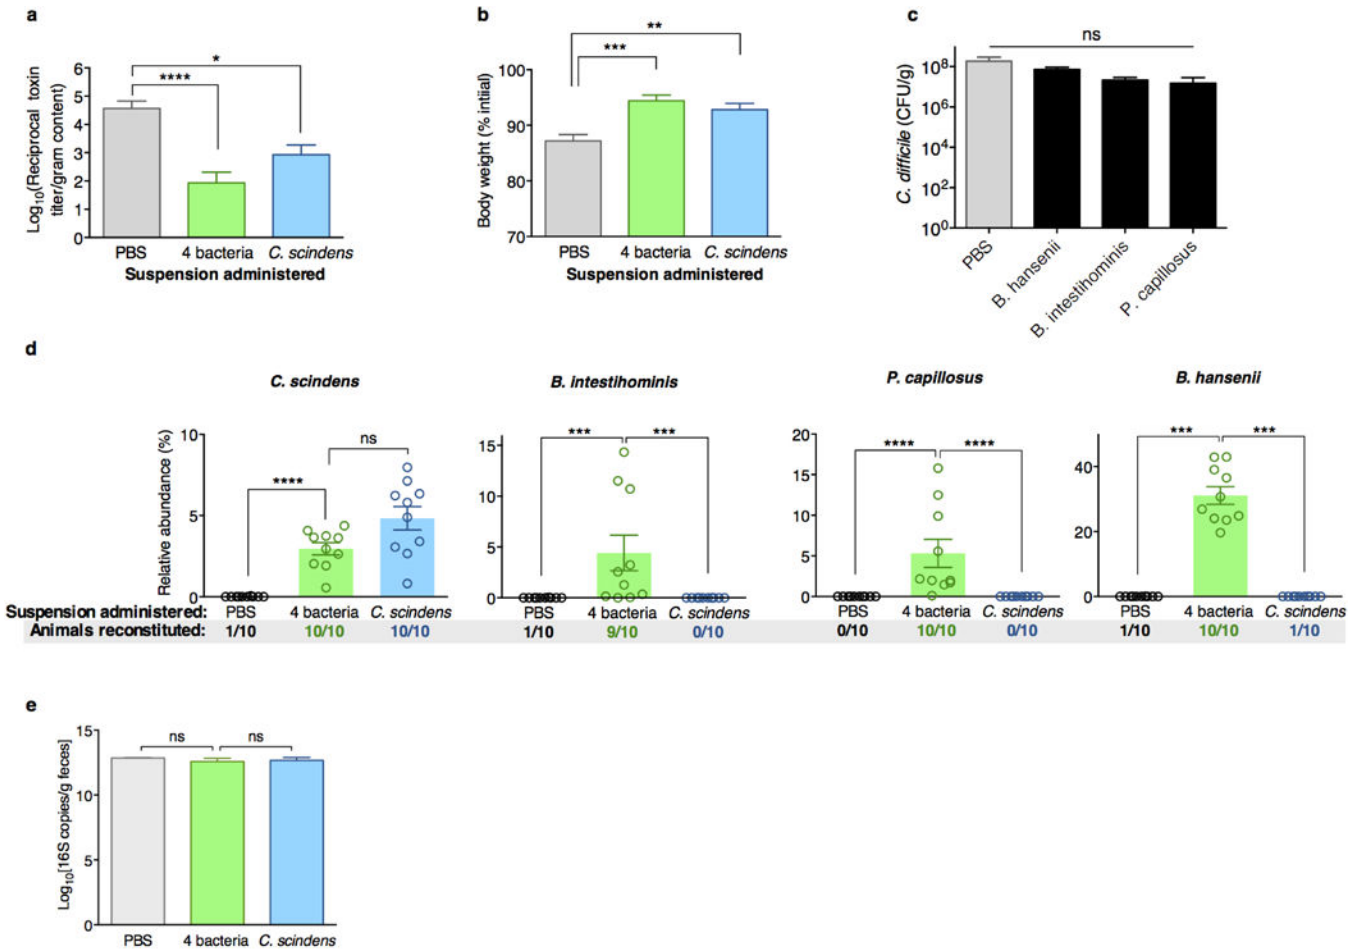 a
Log10(Reciprocal toxin
titer/gram content)
6
5
4
3
2
1
0
*
****
PBS 4 bacteria C. scindens
Suspension administered
b
Body weight (% intiial)
100
90
80
70
**
***
PBS 4 bacteria C. scindens
Suspension administered
c
C. difficile (CFU/g)
10^8
10^6
10^4
10^2
10^0
ns
PBS
B. hansenii
B. intestihominis
P. capillosus
d
C. scindens
Relative abundance (%)
10
5
0
****
ns
B. intestihominis
15
10
5
0
*** ***
P. capillosus
20
15
10
5
0
**** ****
B. hansenii
40
20
0
*** ***
Suspension administered: PBS 4 bacteria C. scindens PBS 4 bacteria C. scindens PBS 4 bacteria C. scindens PBS 4 bacteria C. scindens
Animals reconstituted: 1/10 10/10 10/10 1/10 9/10 0/10 0/10 10/10 0/10 1/10 10/10 1/10
e
Log10[16S copies/g feces]
15
10
5
0
ns ns
PBS 4 bacteria C. scindens